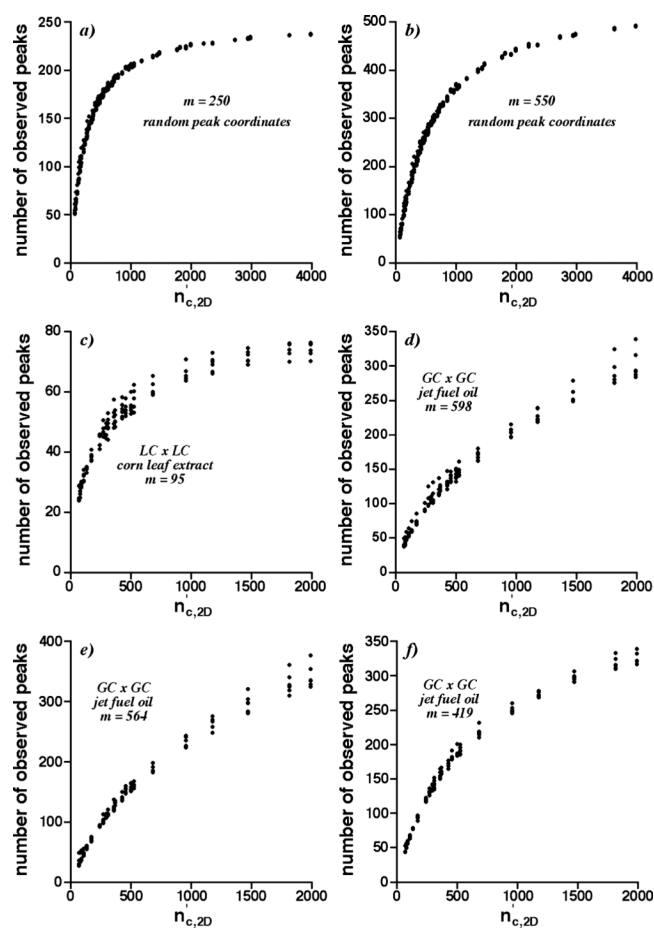 a)
number of observed peaks
250
200
150
100
50
0
m = 250
random peak coordinates
0
1000
2000
3000
4000
n'c,2D
b)
number of observed peaks
500
400
300
200
100
0
m = 550
random peak coordinates
0
1000
2000
3000
4000
n'c,2D
c)
number of observed peaks
80
60
40
20
0
LC x LC
corn leaf extract
m = 95
0
500
1000
1500
2000
n'c,2D
d)
number of observed peaks
350
300
250
200
150
100
50
0
GC x GC
jet fuel oil
m = 598
0
500
1000
1500
2000
n'c,2D
e)
number of observed peaks
400
300
200
100
0
GC x GC
jet fuel oil
m = 564
0
500
1000
1500
2000
n'c,2D
f)
number of observed peaks
350
300
250
200
150
100
50
0
GC x GC
jet fuel oil
m = 419
0
500
1000
1500
2000
n'c,2D